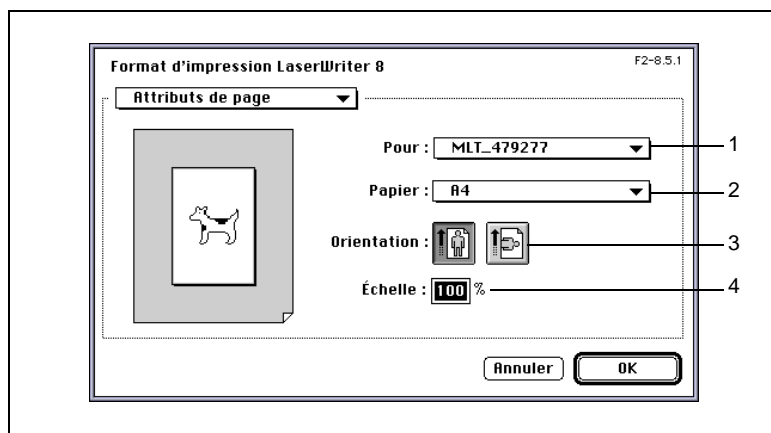 Format d’impression LaserWriter 8
F2-8.5.1
Attributs de page
Pour : MLT_479277
1
Papier : A4
2
Orientation :
3
Échelle : 100 %
4
Annuler
OK